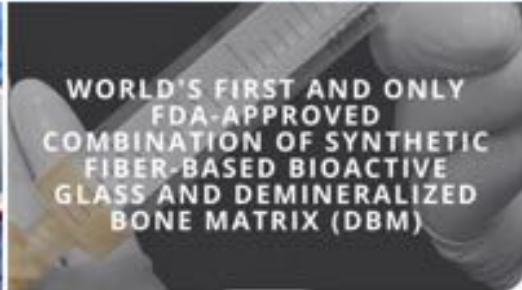 WORLD'S FIRST AND ONLY
FDA-APPROVED
COMBINATION OF SYNTHETIC
FIBER-BASED BIOACTIVE
GLASS AND DEMINERALIZED
BONE MATRIX (DBM)